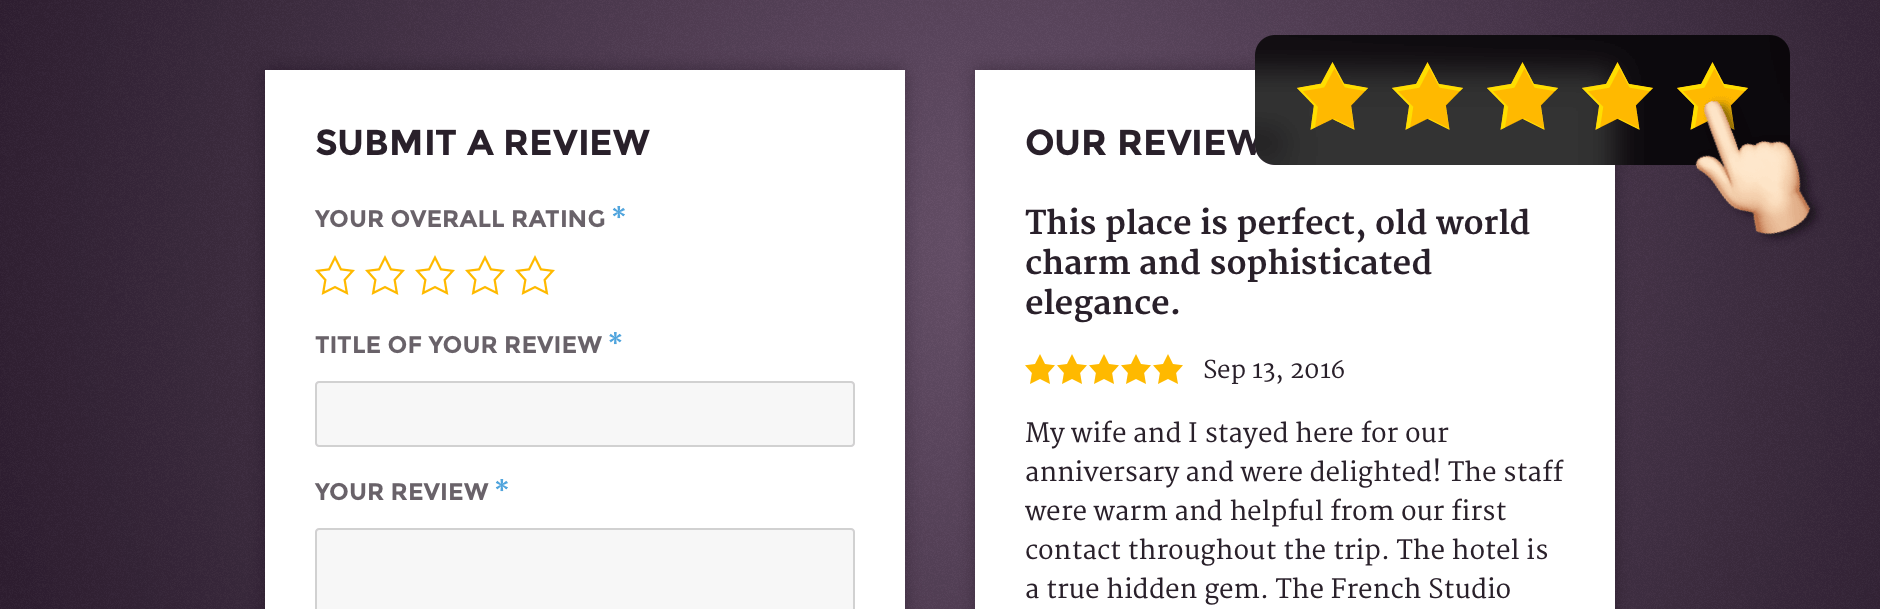 SUBMIT A REVIEW
YOUR OVERALL RATING *
TITLE OF YOUR REVIEW *
YOUR REVIEW *
OUR REVIEW
This place is perfect, old world
charm and sophisticated
elegance.
Sep 13, 2016
My wife and I stayed here for our
anniversary and were delighted! The staff
were warm and helpful from our first
contact throughout the trip. The hotel is
a true hidden gem. The French Studio